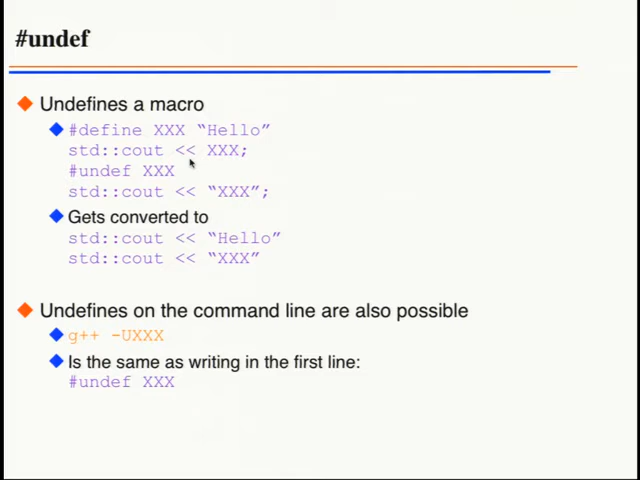 #undef
Undefines a macro
#define XXX “Hello”
std::cout << XXX;
#undef XXX
std::cout << “XXX”;
Gets converted to
std::cout << “Hello”
std::cout << “XXX”
Undefines on the command line are also possible
g++ -UXXX
Is the same as writing in the first line:
#undef XXX